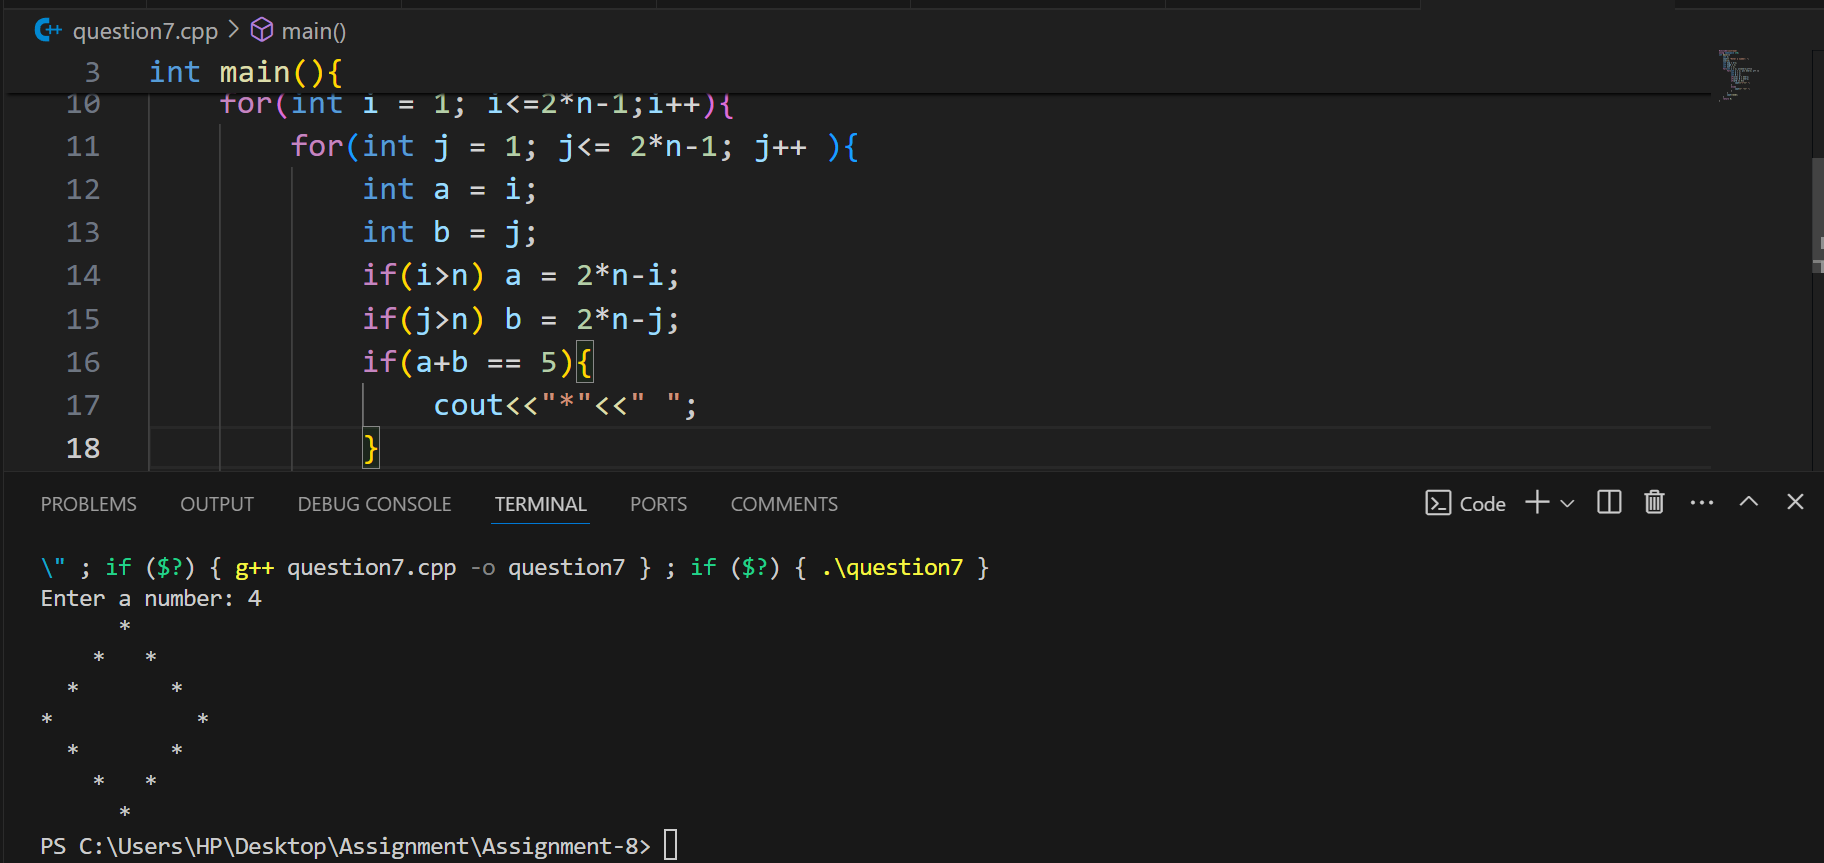 question7.cpp > main()
3 int main(){
10 for(int i = 1; i<=2*n-1;i++){
11 for(int j = 1; j<= 2*n-1; j++ ){
12 int a = i;
13 int b = j;
14 if(i>n) a = 2*n-i;
15 if(j>n) b = 2*n-j;
16 if(a+b == 5){
17 cout<<"*"<<" ";
18 }
PROBLEMS OUTPUT DEBUG CONSOLE TERMINAL PORTS COMMENTS Code
\" ; if ($?) { g++ question7.cpp -o question7 } ; if ($?) { .\question7 }
Enter a number: 4
      *
    *   *
  *       *
*           *
  *       *
    *   *
      *
PS C:\Users\HP\Desktop\Assignment\Assignment-8>